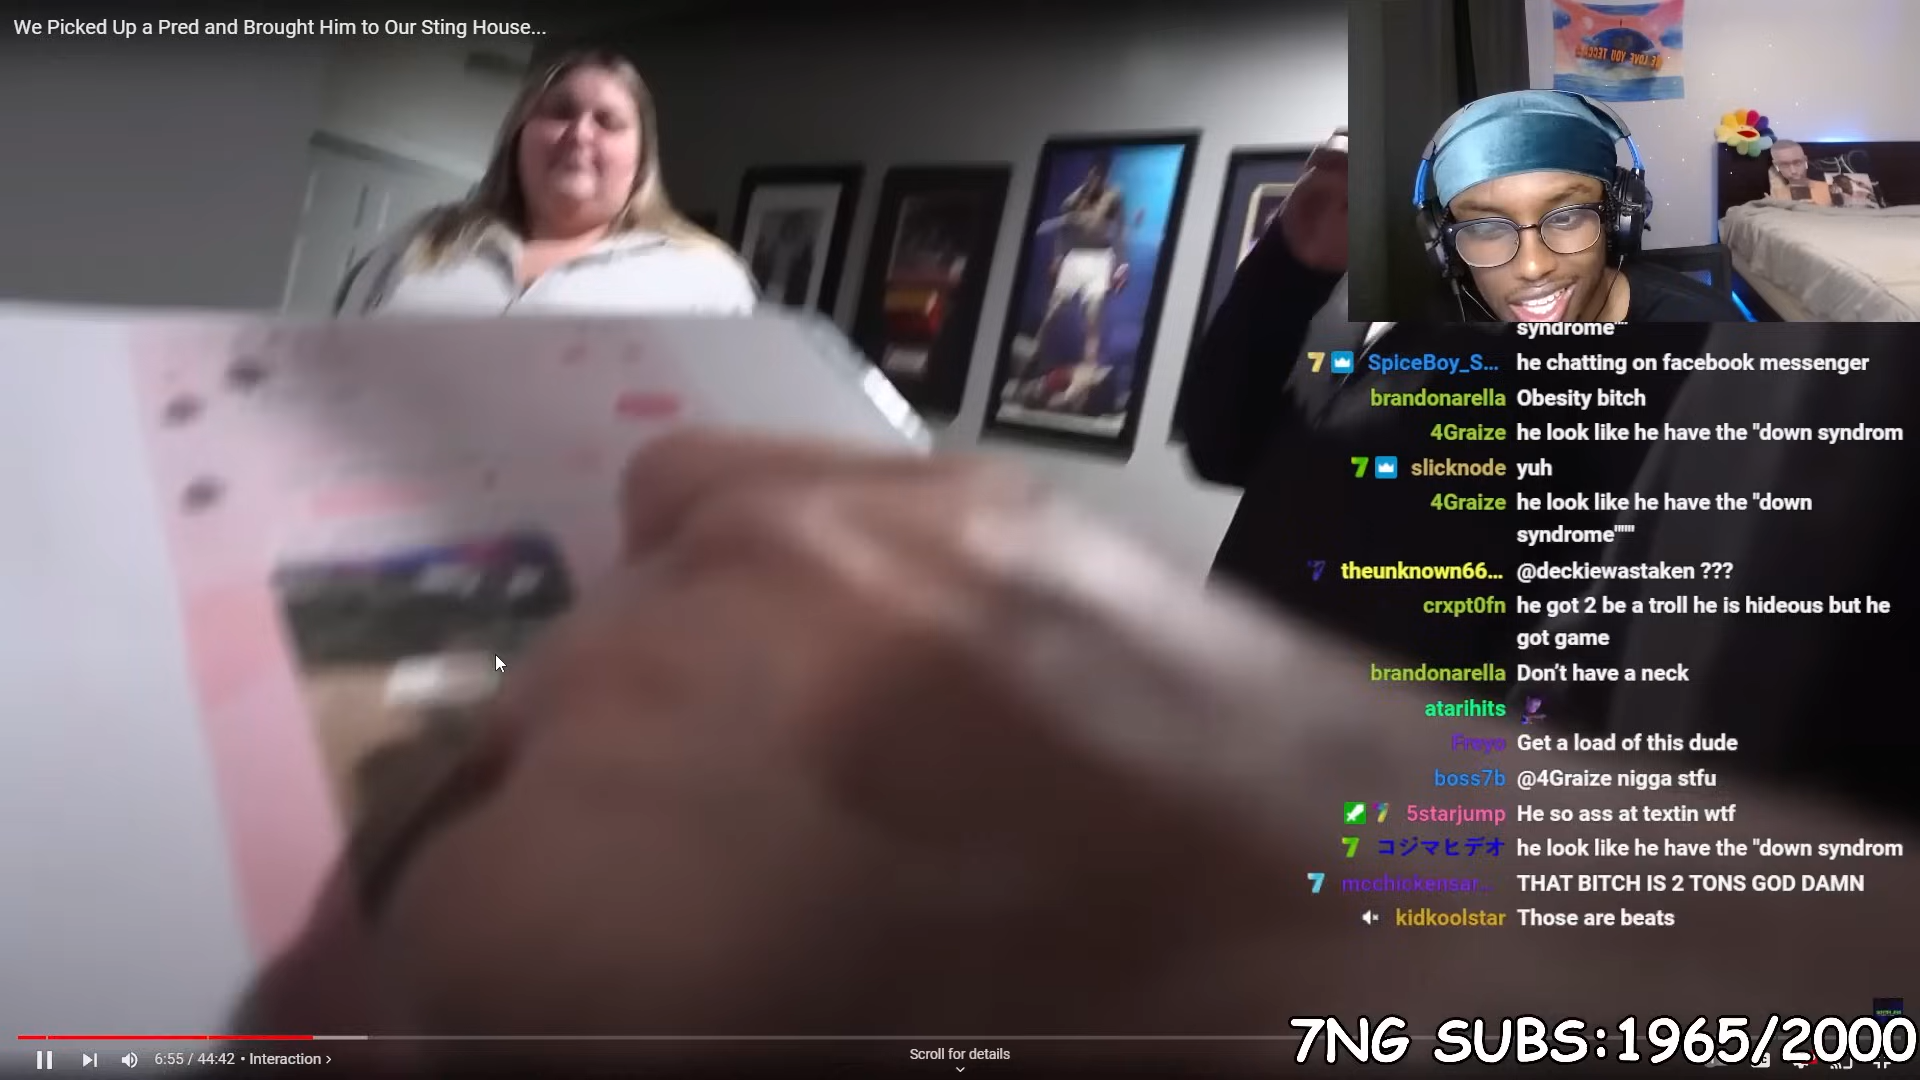 We Picked Up a Pred and Brought Him to Our Sting House...
syndrome""
SpiceBoy_S... he chatting on facebook messenger
brandonarella Obesity bitch
4Graize he look like he have the "down syndrom
slicknode yuh
4Graize he look like he have the "down
syndrome"""
theunknown66... @deckiewastaken ???
crxpt0fn he got 2 be a troll he is hideous but he
got game
brandonarella Don't have a neck
atarihits
Freyo Get a load of this dude
boss7b @4Graize nigga stfu
5starjump He so ass at textin wtf
コジマヒデオ he look like he have the "down syndrom
mcchickensar... THAT BITCH IS 2 TONS GOD DAMN
kidkoolstar Those are beats
7NG SUBS:1965/2000
6:55 / 44:42 • Interaction ›
Scroll for details